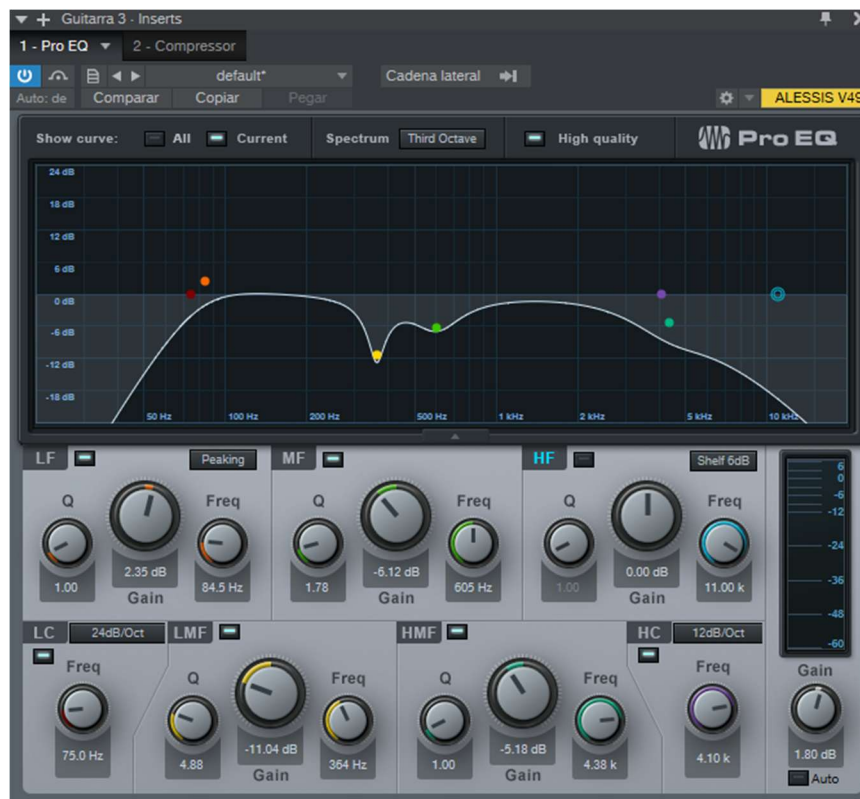 Guitarra 3 - Inserts
1 - Pro EQ 2 - Compressor
default* Cadena lateral
Auto: de Comparar Copiar Pegar ALESSIS V49
Show curve: All Current Spectrum Third Octave High quality Pro EQ
24 dB
18 dB
12 dB
6 dB
0 dB
-6 dB
-12 dB
-18 dB
50 Hz 100 Hz 200 Hz 500 Hz 1 kHz 2 kHz 5 kHz 10 kHz
LF Peaking MF HF Shelf 6dB
Q Freq Q Freq Q Freq
1.00 2.35 dB 84.5 Hz 1.78 -6.12 dB 605 Hz 1.00 0.00 dB 11.00 k
Gain Gain Gain
6
0
-6
-12
-24
-36
-48
-60
LC 24dB/Oct LMF HMF HC 12dB/Oct
Freq Q Freq Q Freq Freq Gain
75.0 Hz 4.88 -11.04 dB 364 Hz 1.00 -5.18 dB 4.38 k 4.10 k 1.80 dB
Gain Gain Auto